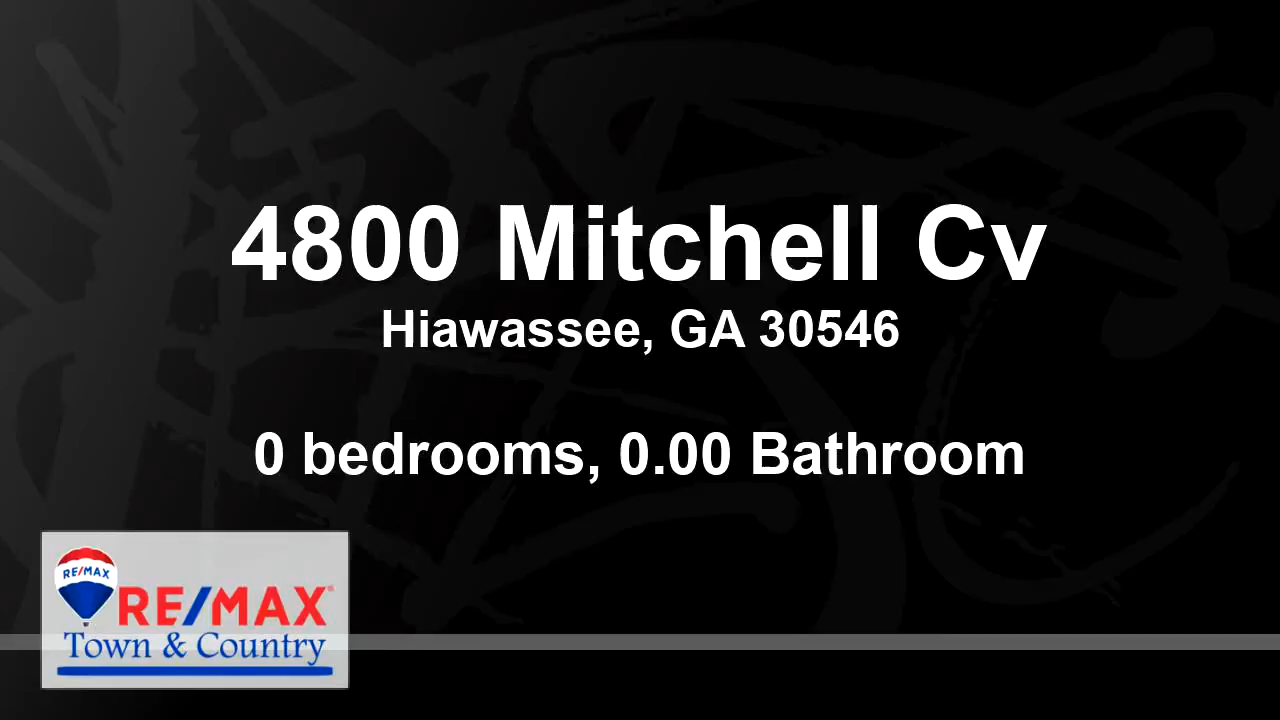 4800 Mitchell Cv
Hiawassee, GA 30546
0 bedrooms, 0.00 Bathroom
RE/MAX
RE/MAX®
Town & Country